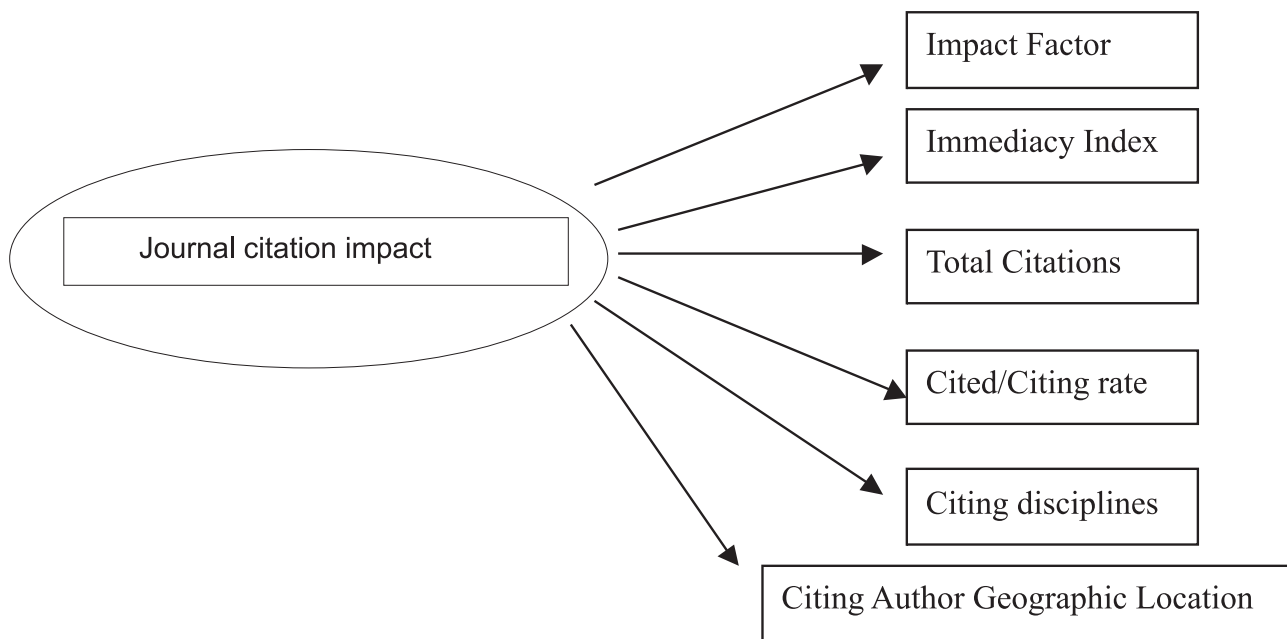 Impact Factor
Immediacy Index
Journal citation impact
Total Citations
Cited/Citing rate
Citing disciplines
Citing Author Geographic Location